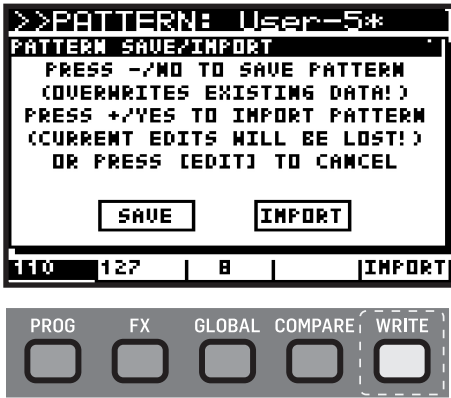 >>PATTERN: User-5*
PATTERN SAVE/IMPORT
PRESS -/NO TO SAVE PATTERN
(OVERWRITES EXISTING DATA!)
PRESS +/YES TO IMPORT PATTERN
(CURRENT EDITS WILL BE LOST!)
OR PRESS [EDIT] TO CANCEL
SAVE IMPORT
110 127 8 IMPORT
PROG FX GLOBAL COMPARE WRITE